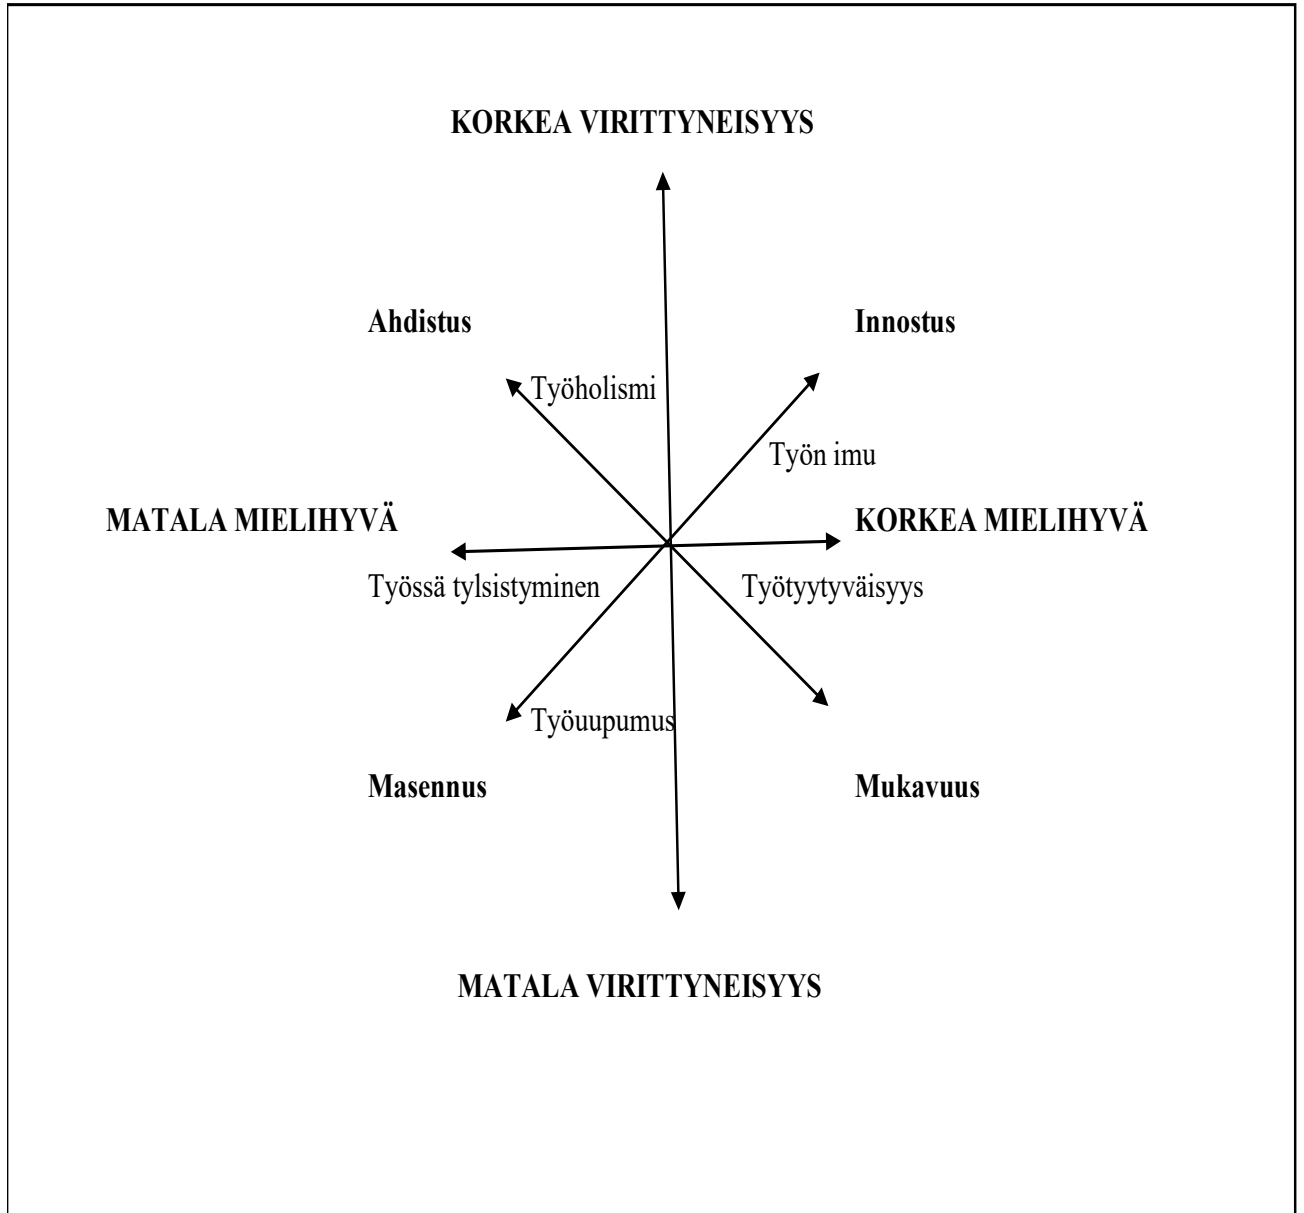 KORKEA VIRITTYNEISYYS
Ahdistus
Innostus
Työholismi
Työn imu
MATALA MIELIHYVÄ
KORKEA MIELIHYVÄ
Työssä tylsistyminen
Työtyytyväisyys
Työuupumus
Masennus
Mukavuus
MATALA VIRITTYNEISYYS